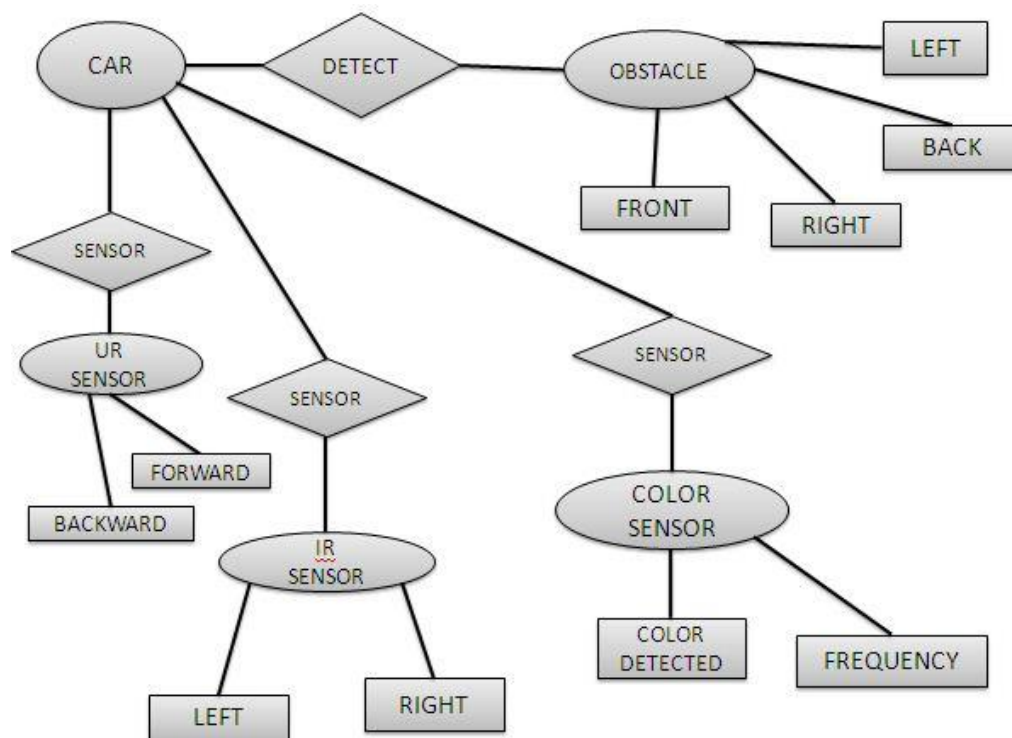 CAR
DETECT
OBSTACLE
LEFT
BACK
FRONT
RIGHT
SENSOR
UR
SENSOR
FORWARD
BACKWARD
SENSOR
IR
SENSOR
LEFT
RIGHT
SENSOR
COLOR
SENSOR
COLOR
DETECTED
FREQUENCY